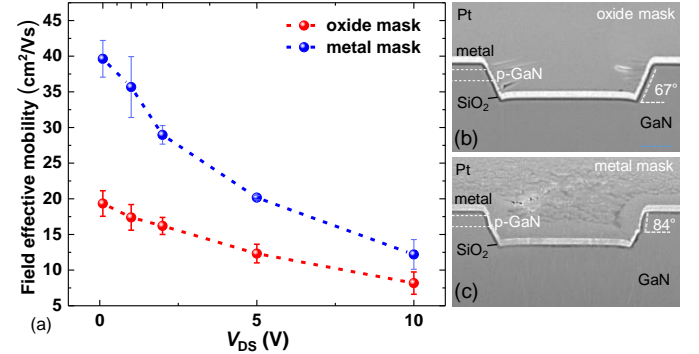 45
40
35
30
25
20
15
10
5
Field effective mobility (cm²/Vs)
oxide mask
metal mask
0
5
10
V_DS (V)
(a)
Pt
oxide mask
metal
p-GaN
SiO₂
67°
GaN
(b)
Pt
metal mask
metal
p-GaN
SiO₂
84°
GaN
(c)